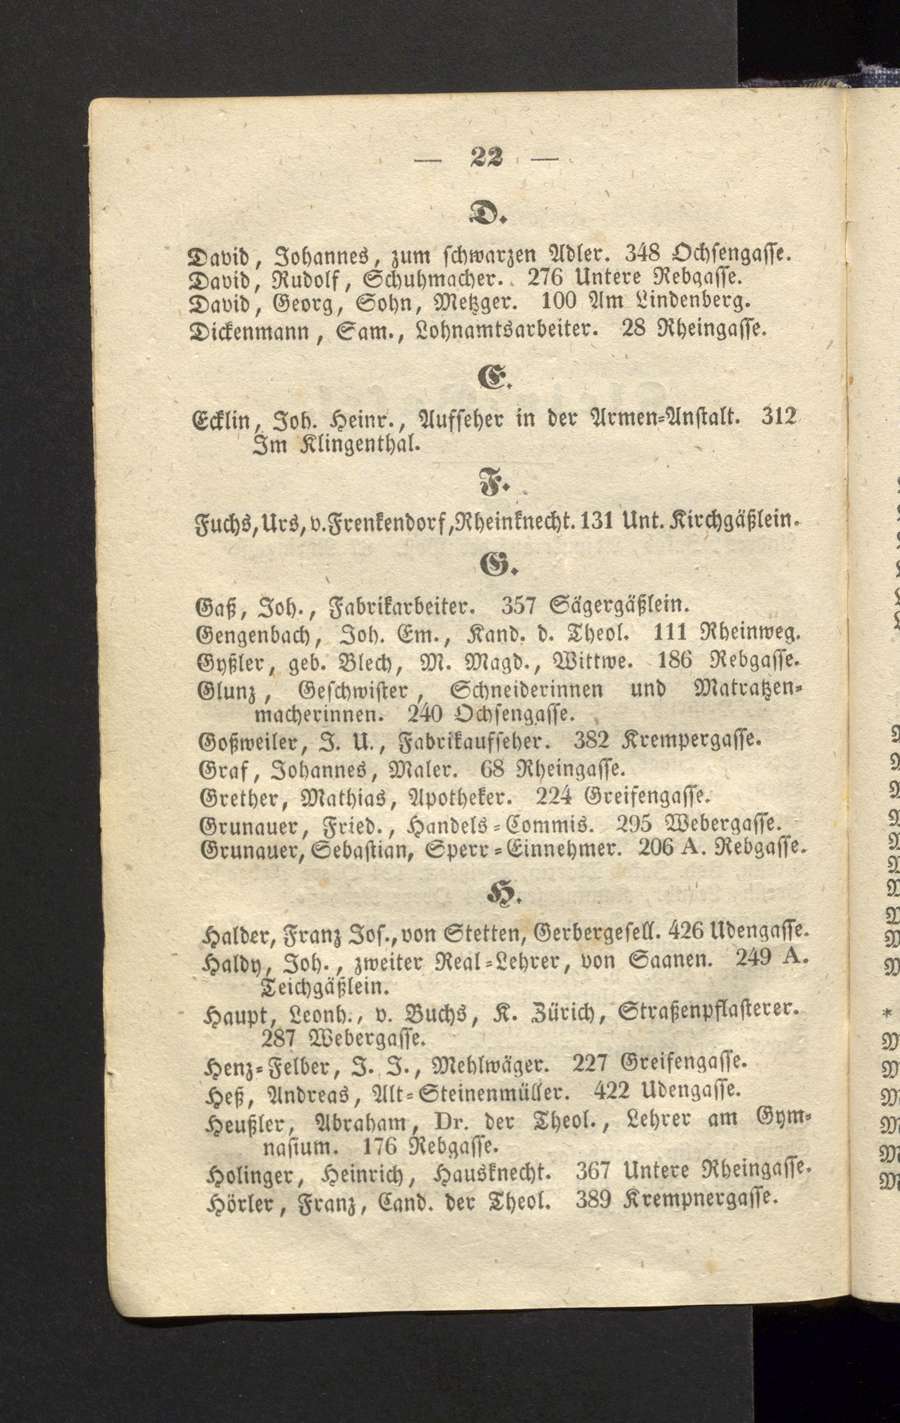 — 22 —
D.
David, Johannes, zum schwarzen Adler. 348 Ochsengasse.
David, Rudolf, Schuhmacher. 276 Untere Rebgasse.
David, Georg, Sohn, Metzger. 100 Am Lindenberg.
Dickenmann, Sam., Lohnamtsarbeiter. 28 Rheingasse.
E.
Ecklin, Joh. Heinr., Aufseher in der Armen-Anstalt. 312
Im Klingenthal.
F.
Fuchs, Urs, v. Frenkendorf, Rheinknecht. 131 Unt. Kirchgäßlein.
G.
Gaß, Joh., Fabrikarbeiter. 357 Sägergäßlein.
Gengenbach, Joh. Em., Kand. d. Theol. 111 Rheinweg.
Gyßler, geb. Blech, M. Magd., Wittwe. 186 Rebgasse.
Glunz, Geschwister, Schneiderinnen und Matratzen-
macherinnen. 240 Ochsengasse.
Goßweiler, J. U., Fabrikaufseher. 382 Krempergasse.
Graf, Johannes, Maler. 68 Rheingasse.
Grether, Mathias, Apotheker. 224 Greifengasse.
Grunauer, Fried., Handels-Commis. 295 Webergasse.
Grunauer, Sebastian, Sperr-Einnehmer. 206 A. Rebgasse.
H.
Halder, Franz Jos., von Stetten, Gerbergesell. 426 Udengasse.
Haldy, Joh., zweiter Real-Lehrer, von Saanen. 249 A.
Teichgäßlein.
Haupt, Leonh., v. Buchs, K. Zürich, Straßenpflasterer.
287 Webergasse.
Henz-Felber, J. J., Mehlwäger. 227 Greifengasse.
Heß, Andreas, Alt-Steinenmüller. 422 Udengasse.
Heußler, Abraham, Dr. der Theol., Lehrer am Gym-
nasium. 176 Rebgasse.
Holinger, Heinrich, Hausknecht. 367 Untere Rheingasse.
Hörler, Franz, Cand. der Theol. 389 Krempnergasse.